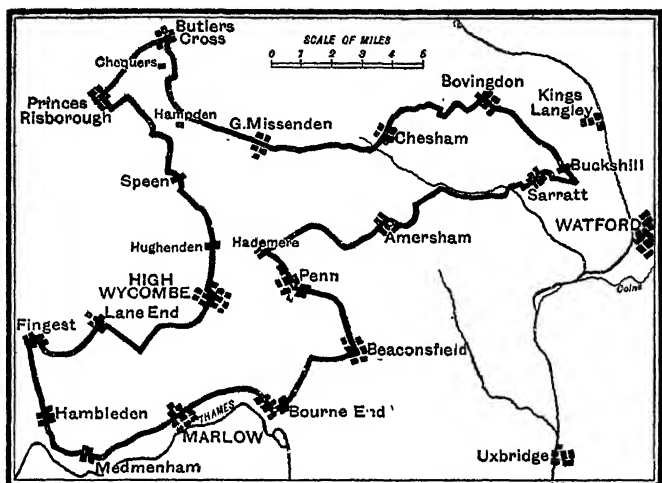 Butlers
Cross
SCALE OF MILES
0 1 2 3 4 5
Chequers
Bovingdon
Kings
Langley
Princes
Risborough
Hampden
G. Missenden
Chesham
Buckshill
Speen
Sarratt
WATFORD
Hughenden
Hademere
Amersham
HIGH
WYCOMBE
Penn
Colne
Lane End
Fingest
Beaconsfield
Hambleden
THAMES
Bourne End
MARLOW
Medmenham
Uxbridge